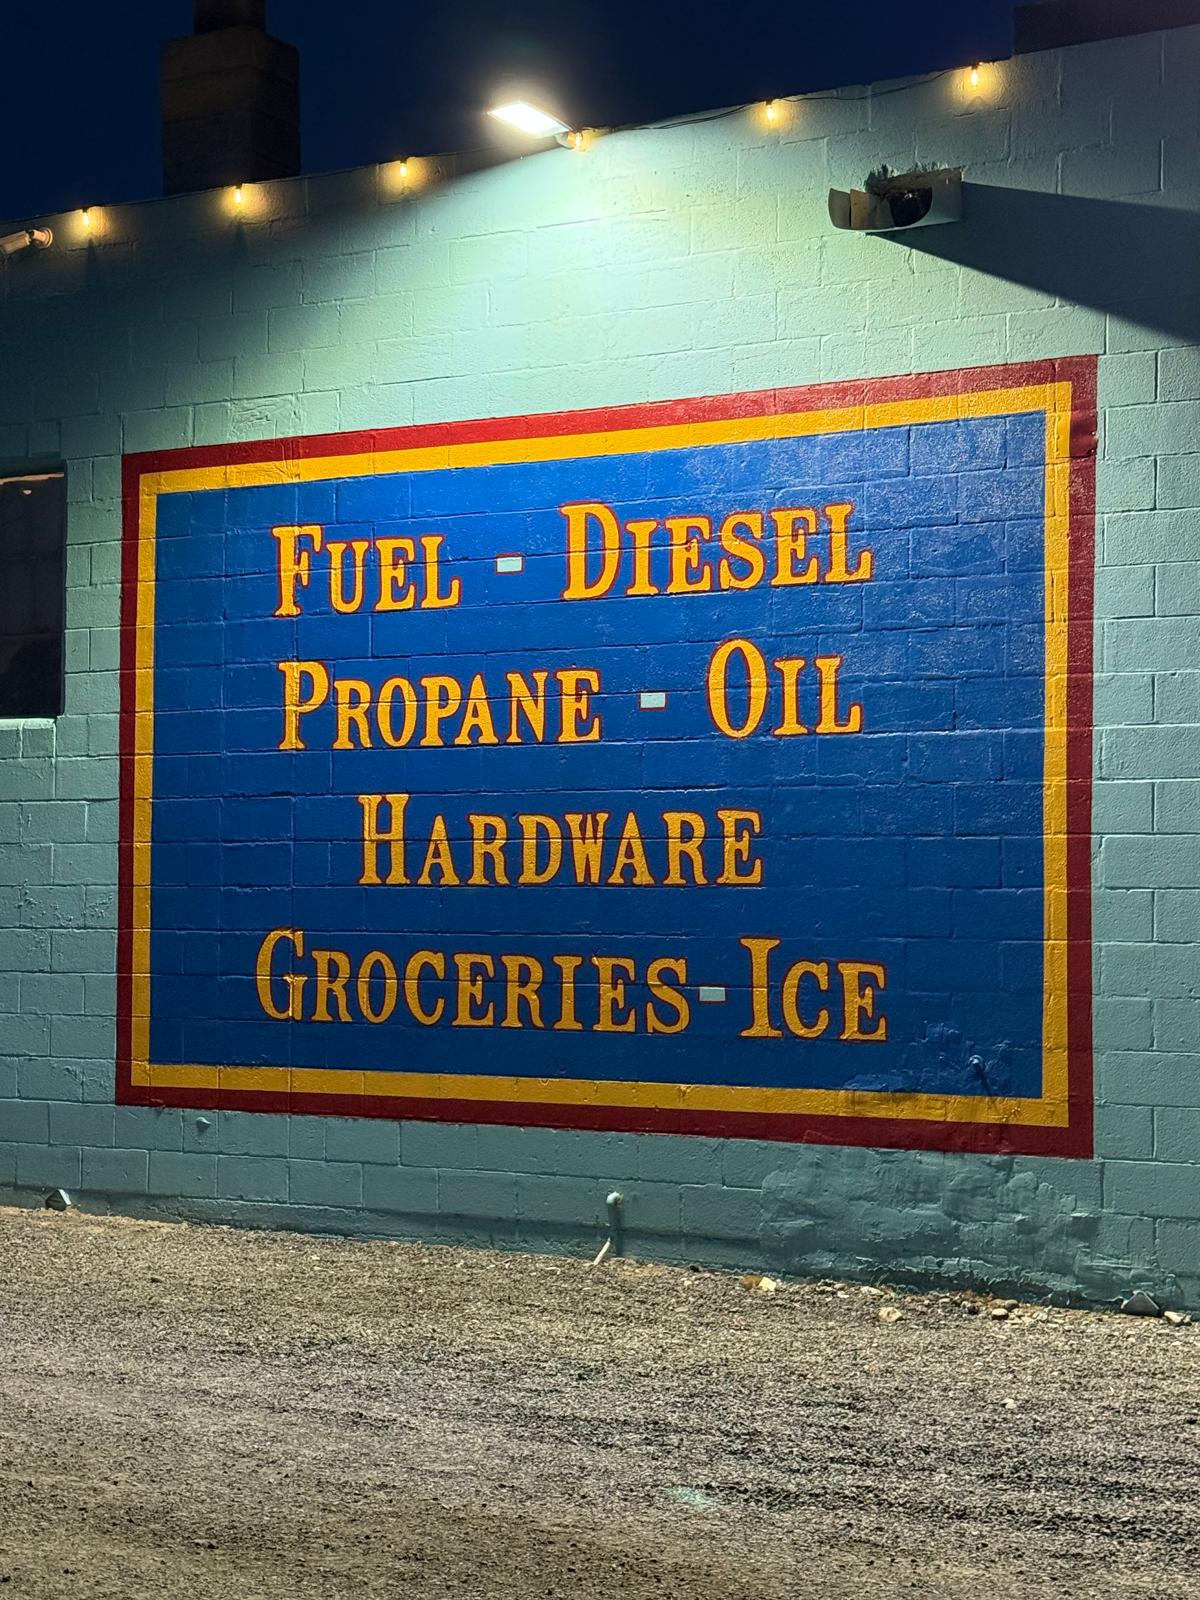 Fuel - Diesel
Propane - Oil
Hardware
Groceries-Ice